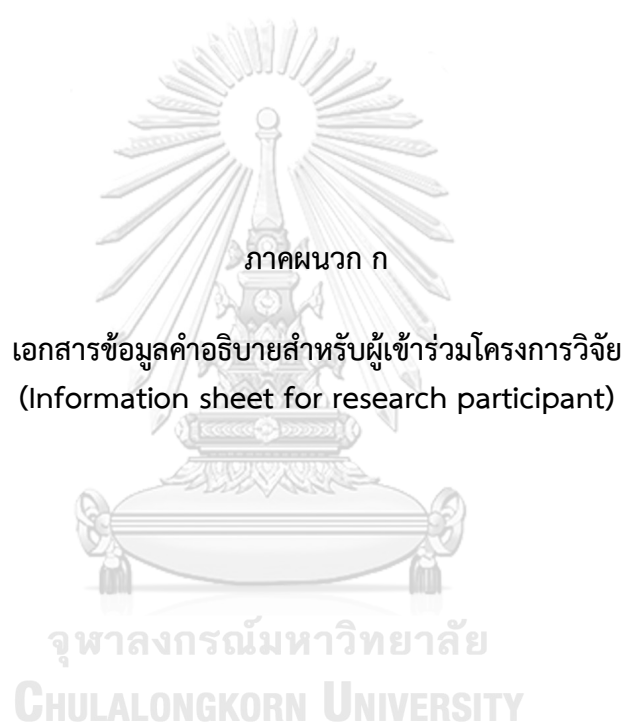 ภาคผนวก ก
เอกสารข้อมูลคำอธิบายสำหรับผู้เข้าร่วมโครงการวิจัย
(Information sheet for research participant)
จุฬาลงกรณ์มหาวิทยาลัย
CHULALONGKORN UNIVERSITY